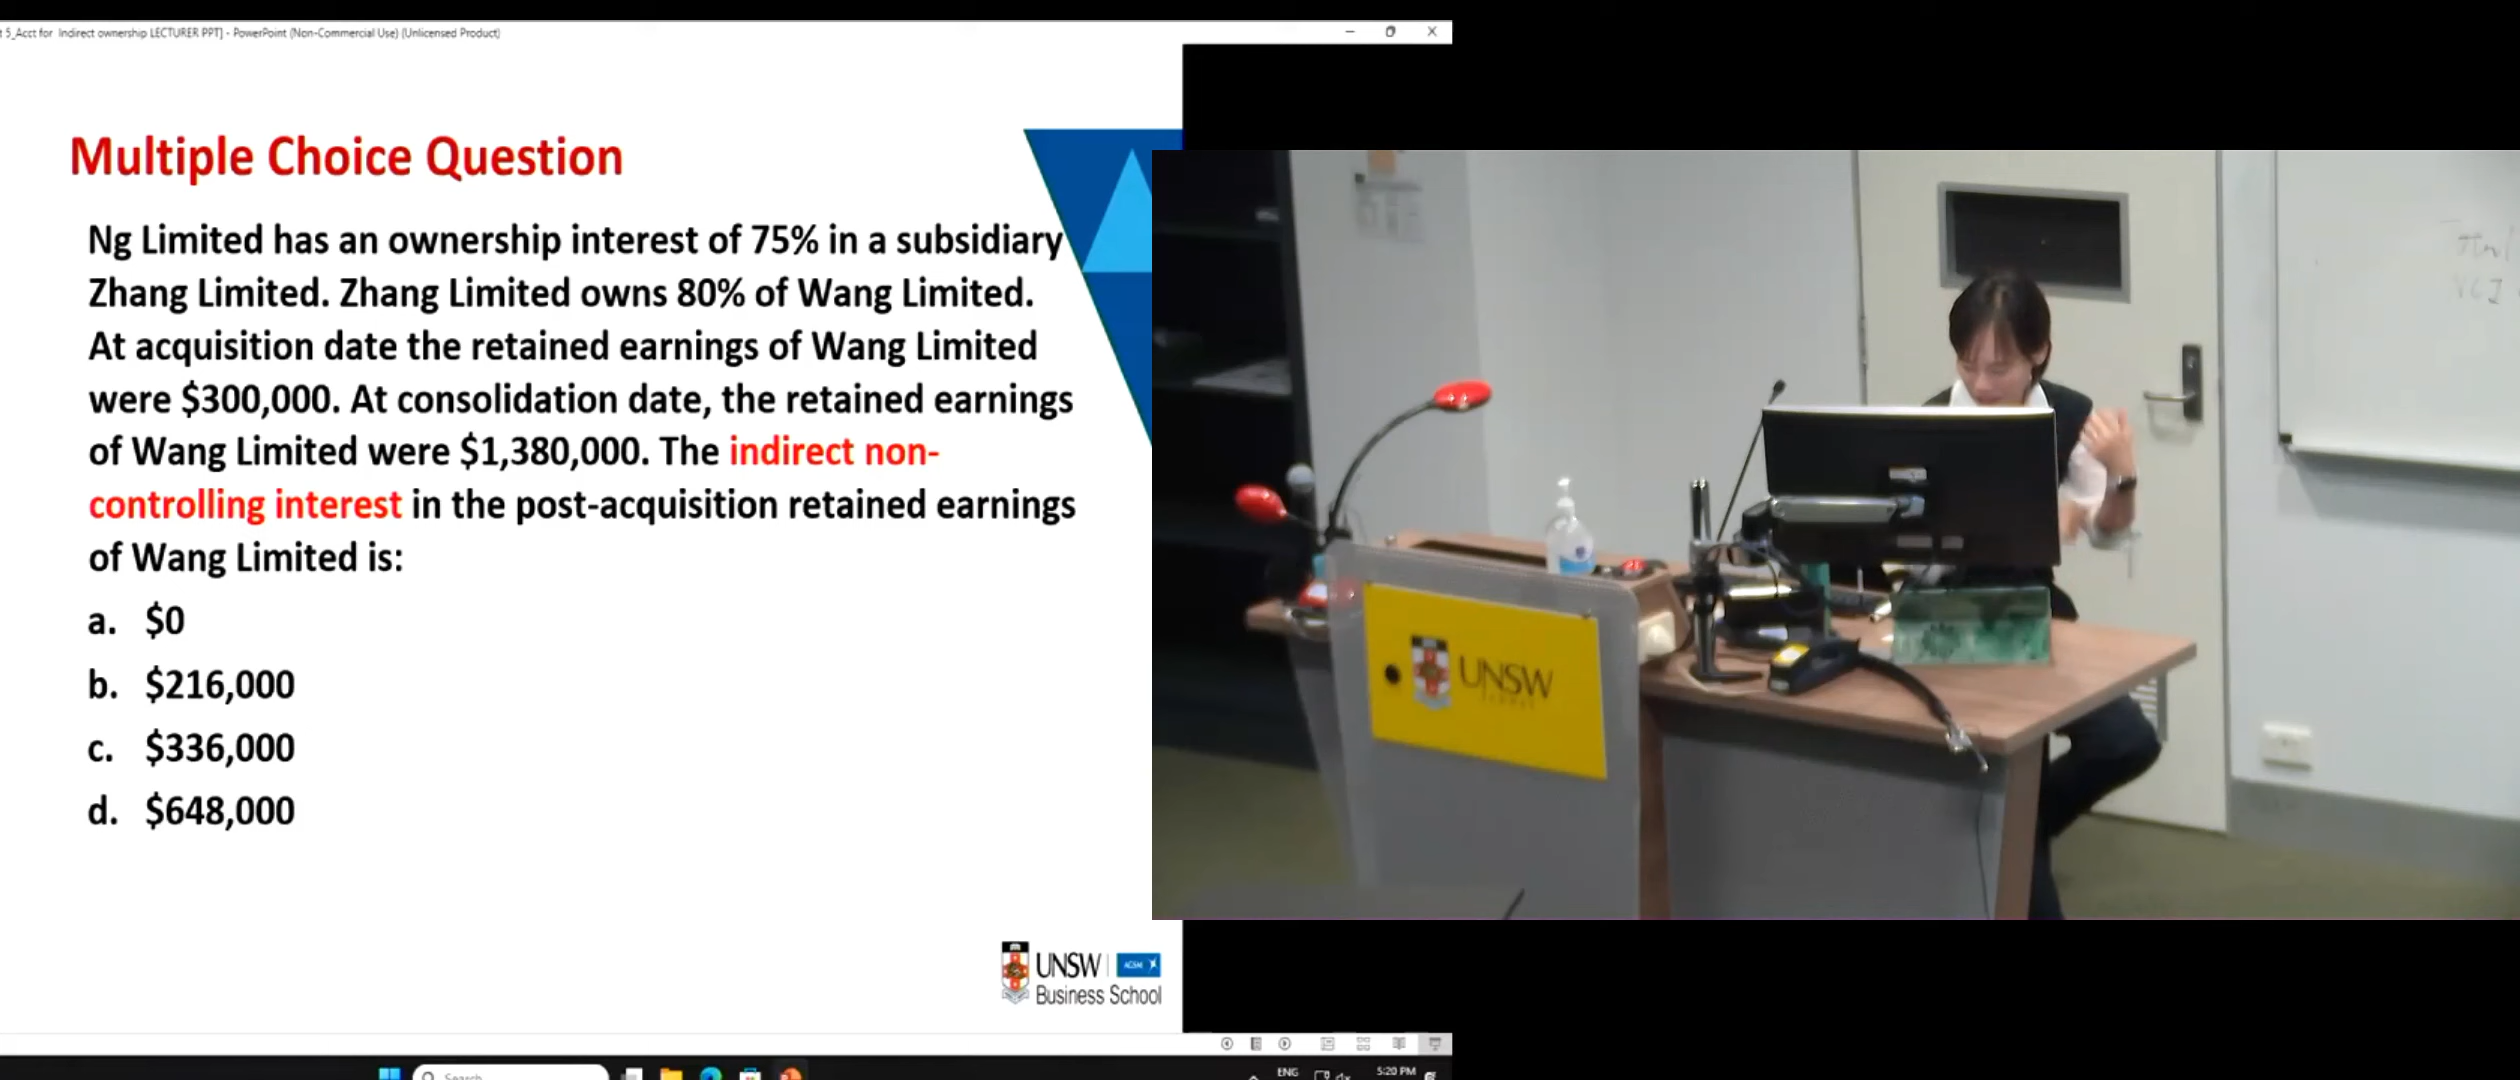 5_Acct for Indirect ownership LECTURER PPT] - PowerPoint (Non-Commercial Use) (Unlicensed Product)
Multiple Choice Question
Ng Limited has an ownership interest of 75% in a subsidiary
Zhang Limited. Zhang Limited owns 80% of Wang Limited.
At acquisition date the retained earnings of Wang Limited
were $300,000. At consolidation date, the retained earnings
of Wang Limited were $1,380,000. The indirect non-
controlling interest in the post-acquisition retained earnings
of Wang Limited is:
a. $0
b. $216,000
c. $336,000
d. $648,000
UNSW
AGSM
Business School
UNSW
Search
ENG
5:20 PM